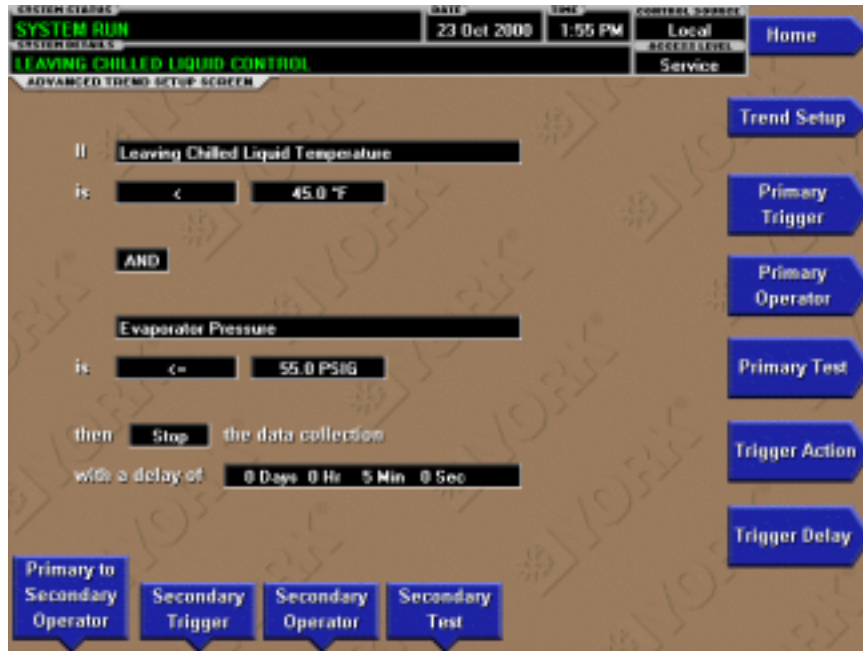 SYSTEM STATUS
SYSTEM RUN
DATE
23 Oct 2000
TIME
1:55 PM
CONTROL SOURCE
Local
SYSTEM DETAILS
LEAVING CHILLED LIQUID CONTROL
ACCESS LEVEL
Service
ADVANCED TREND SETUP SCREEN
Home
Trend Setup
If Leaving Chilled Liquid Temperature
is < 45.0 °F
Primary
Trigger
AND
Primary
Operator
Evaporator Pressure
is <= 55.0 PSIG
Primary Test
then Stop the data collection
with a delay of 0 Days 0 Hr 5 Min 0 Sec
Trigger Action
Trigger Delay
Primary to
Secondary
Operator
Secondary
Trigger
Secondary
Operator
Secondary
Test
YORK